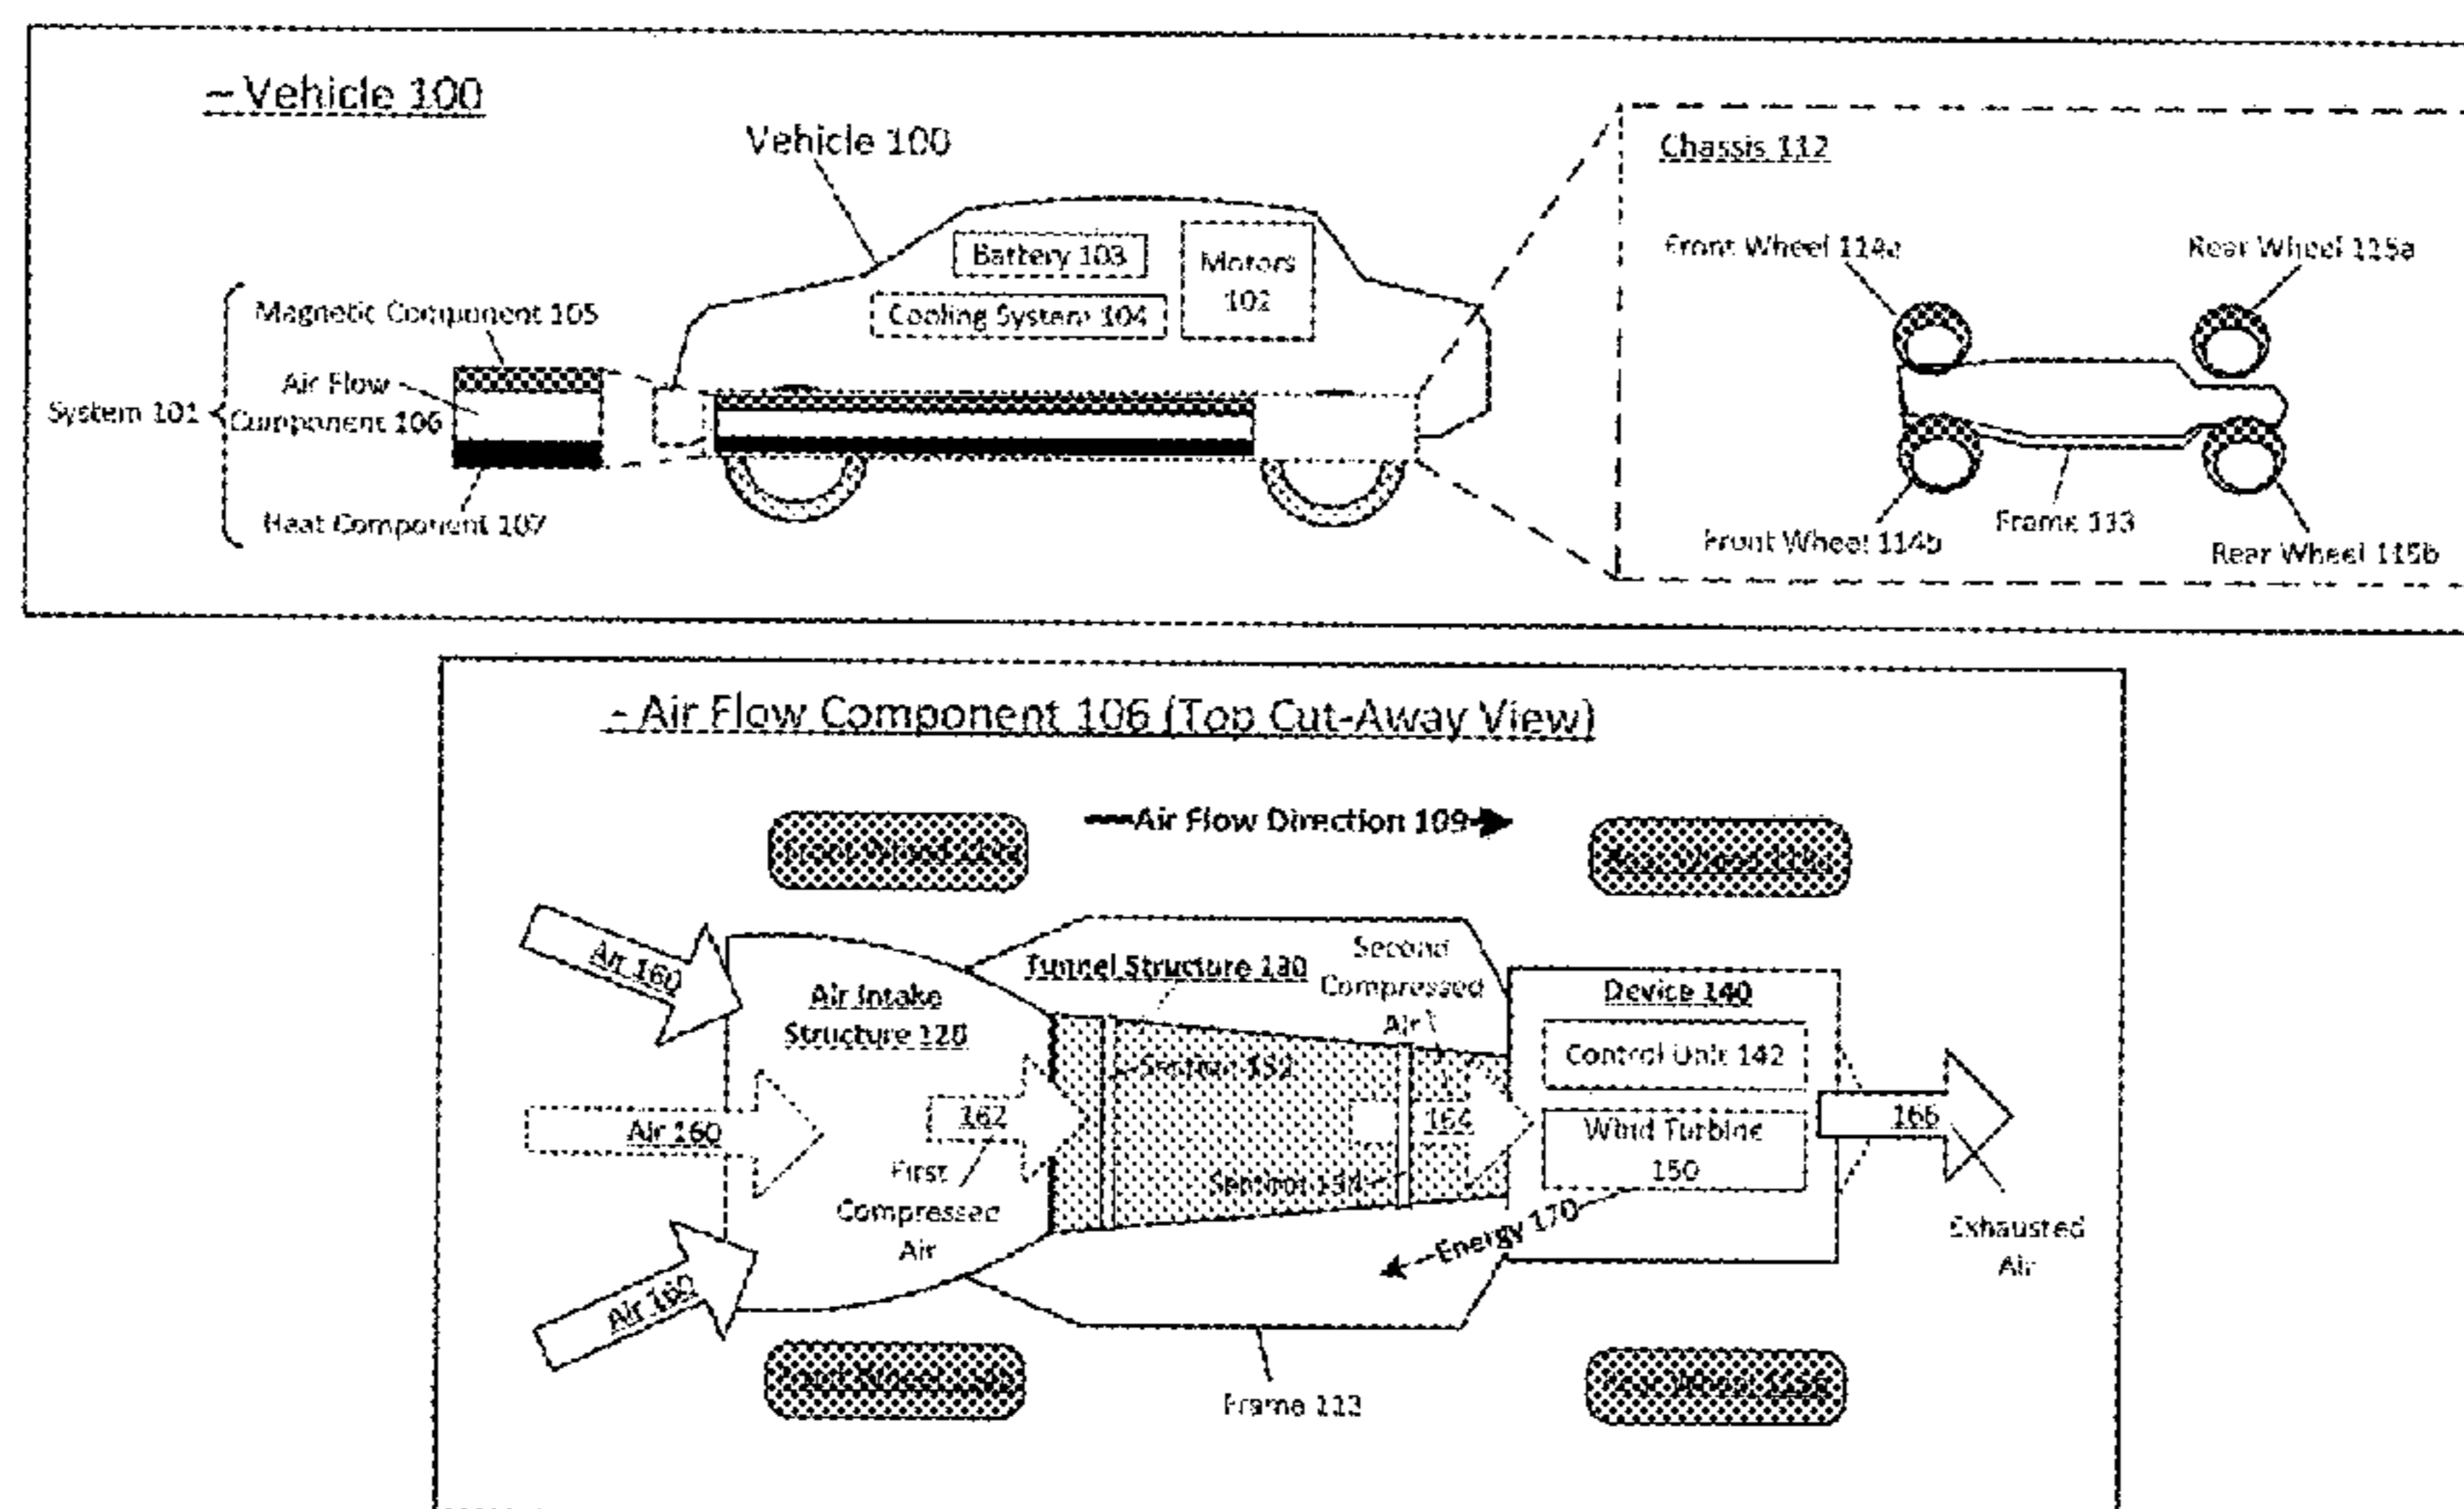 – Vehicle 100
Vehicle 100
Battery 103
Motors
102
Cooling System 104
Magnetic Component 105
Air Flow
Component 106
System 101
Heat Component 107
Chassis 112
Front Wheel 114a
Rear Wheel 115a
Front Wheel 114b
Frame 113
Rear Wheel 115b
- Air Flow Component 106 (Top Cut-Away View)
Air Flow Direction 109
Air 160
Air Intake
Structure 120
Tunnel Structure 130
Second
Compressed
Air
Device 140
Control Unit 142
Wind Turbine
150
Air 160
162
First
Compressed
Air
164
166
Exhausted
Air
Energy 170
Air 160
Frame 113